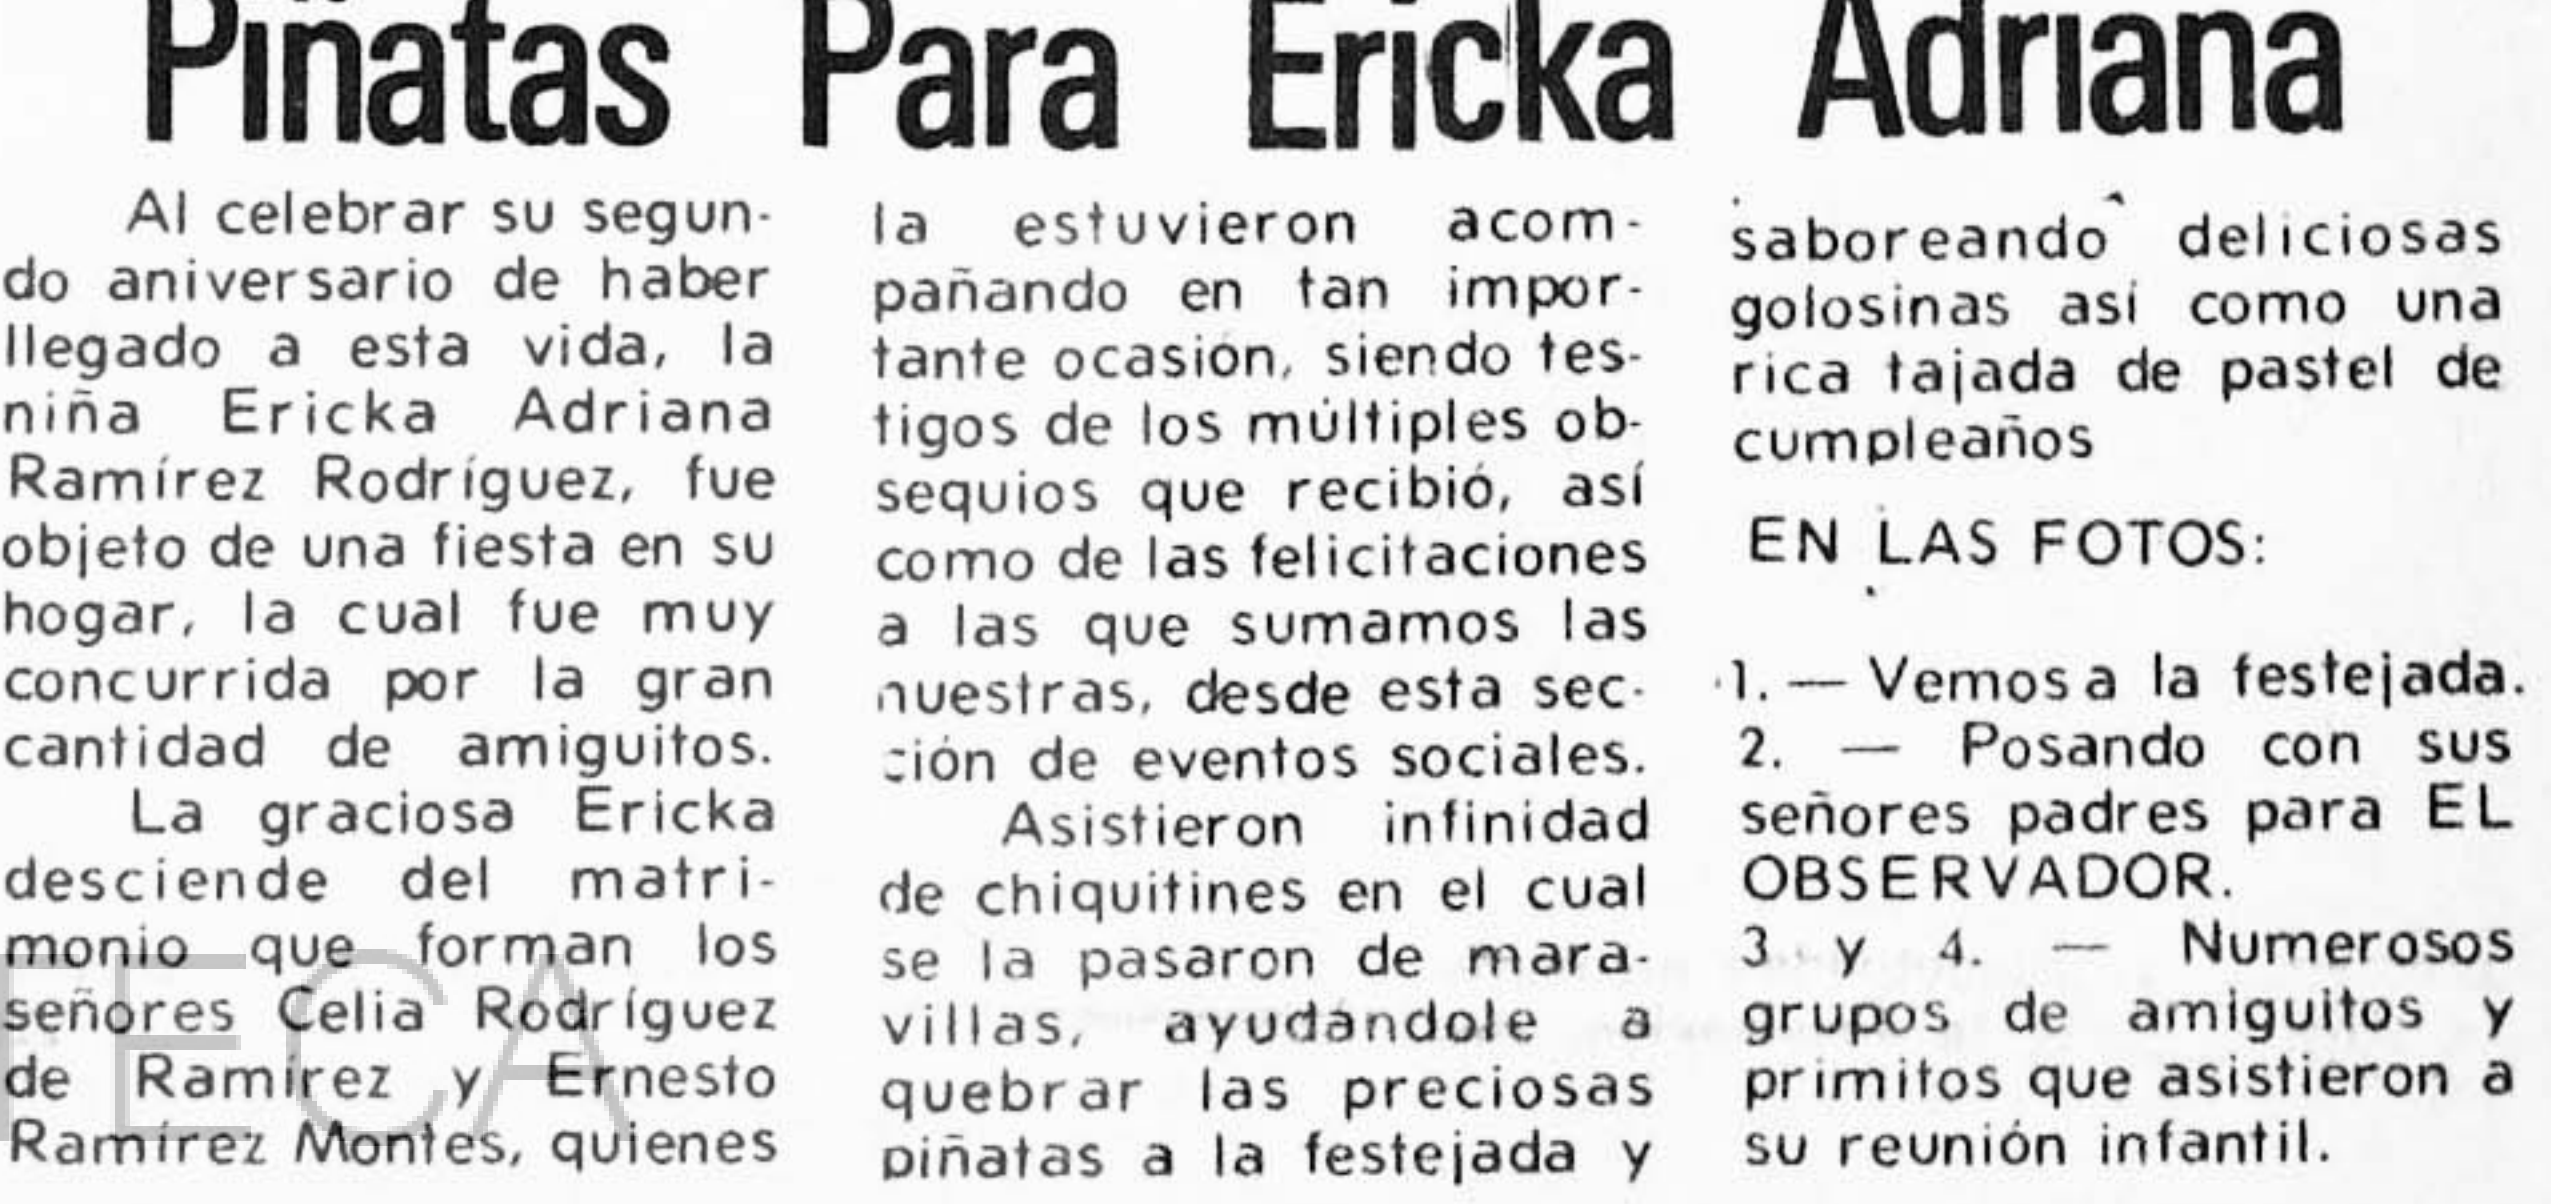 Piñatas Para Ericka Adriana
Al celebrar su segun-
do aniversario de haber
llegado a esta vida, la
niña Ericka Adriana
Ramírez Rodríguez, fue
objeto de una fiesta en su
hogar, la cual fue muy
concurrida por la gran
cantidad de amiguitos.
La graciosa Ericka
desciende del matri-
monio que forman los
señores Celia Rodríguez
de Ramírez y Ernesto
Ramírez Montes, quienes
la estuvieron acom-
pañando en tan impor-
tante ocasión, siendo tes-
tigos de los múltiples ob-
sequios que recibió, así
como de las felicitaciones
a las que sumamos las
nuestras, desde esta sec-
ción de eventos sociales.
Asistieron infinidad
de chiquitines en el cual
se la pasaron de mara-
villas, ayudándole a
quebrar las preciosas
piñatas a la festejada y
saboreando deliciosas
golosinas así como una
rica tajada de pastel de
cumpleaños
EN LAS FOTOS:
1.— Vemos a la festejada.
2. — Posando con sus
señores padres para EL
OBSERVADOR.
3 y 4. — Numerosos
grupos de amiguitos y
primitos que asistieron a
su reunión infantil.
TECA